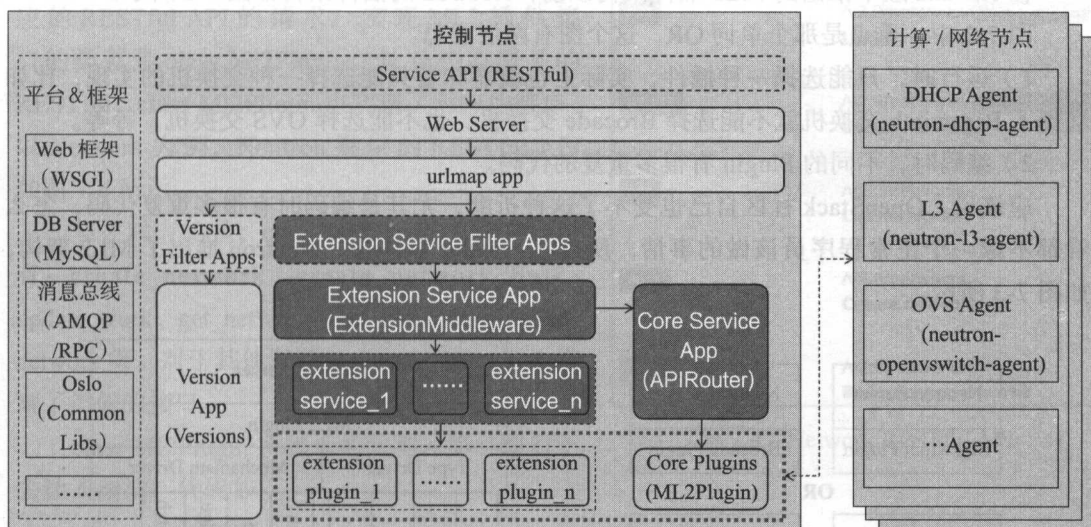 控制节点
Service API (RESTful)
Web Server
urlmap app
平台＆框架
Web 框架
（WSGI）
DB Server
（MySQL）
消息总线
（AMQP
/RPC）
Oslo
（Common
Libs）
……
Version
Filter Apps
Version
App
(Versions)
Extension Service Filter Apps
Extension Service App
(ExtensionMiddleware)
extension
service_1
……
extension
service_n
Core Service
App
(APIRouter)
extension
plugin_1
……
extension
plugin_n
Core Plugins
(ML2Plugin)
计算 / 网络节点
DHCP Agent
(neutron-dhcp-agent)
L3 Agent
(neutron-l3-agent)
OVS Agent
(neutron-
openvswitch-agent)
…Agent